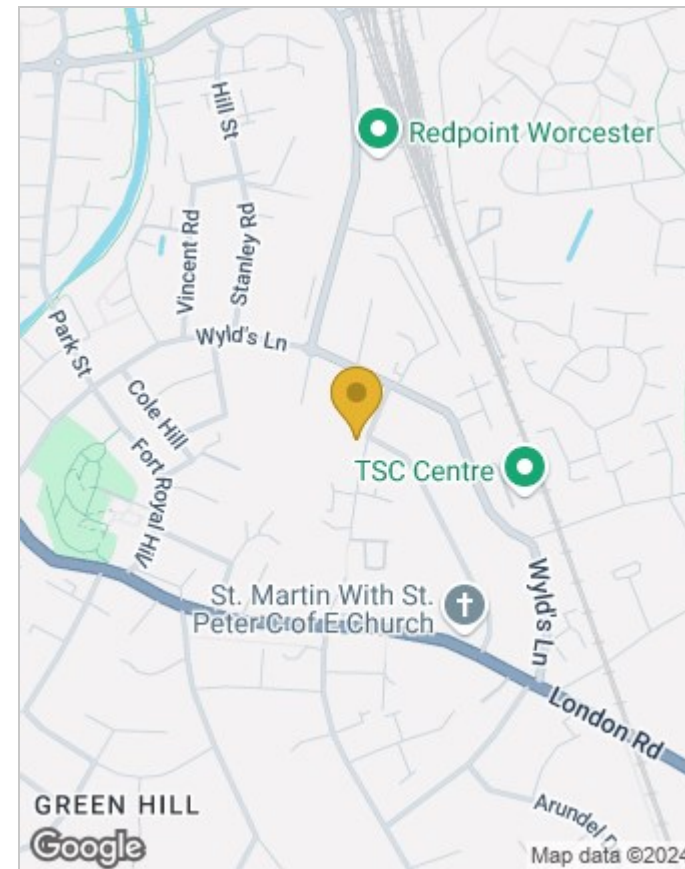 Hill St
Redpoint Worcester
Vincent Rd
Stanley Rd
Park St
Wyld's Ln
Cole Hill
Fort Royal Hill
TSC Centre
Wyld's Ln
St. Martin With St.
Peter C of E Church
London Rd
GREEN HILL
Arundel D
Google
Map data ©2024